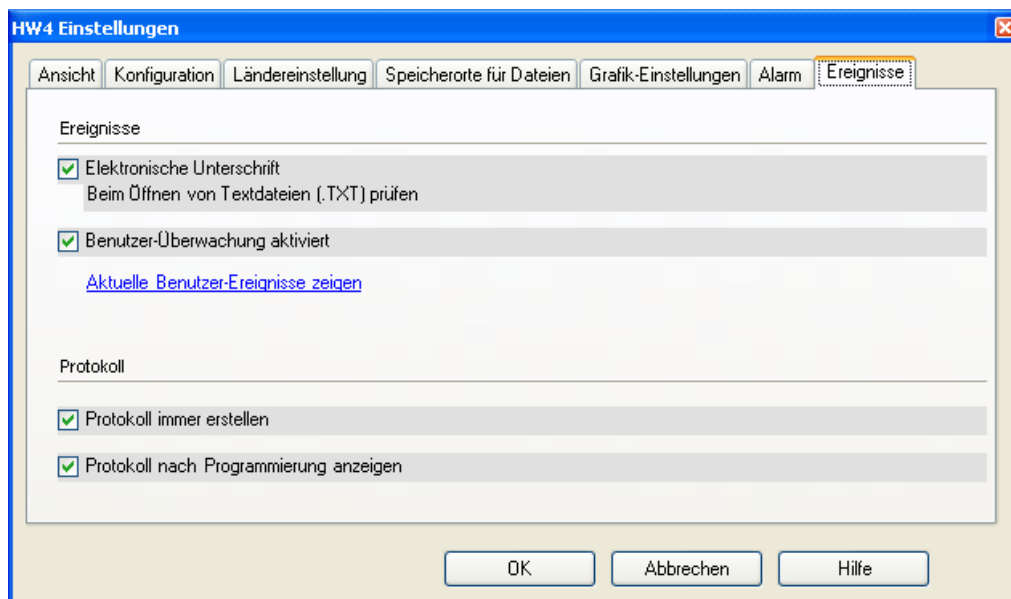 HW4 Einstellungen
Ansicht Konfiguration Ländereinstellung Speicherorte für Dateien Grafik-Einstellungen Alarm Ereignisse
Ereignisse
Elektronische Unterschrift
Beim Öffnen von Textdateien (.TXT) prüfen
Benutzer-Überwachung aktiviert
Aktuelle Benutzer-Ereignisse zeigen
Protokoll
Protokoll immer erstellen
Protokoll nach Programmierung anzeigen
OK Abbrechen Hilfe